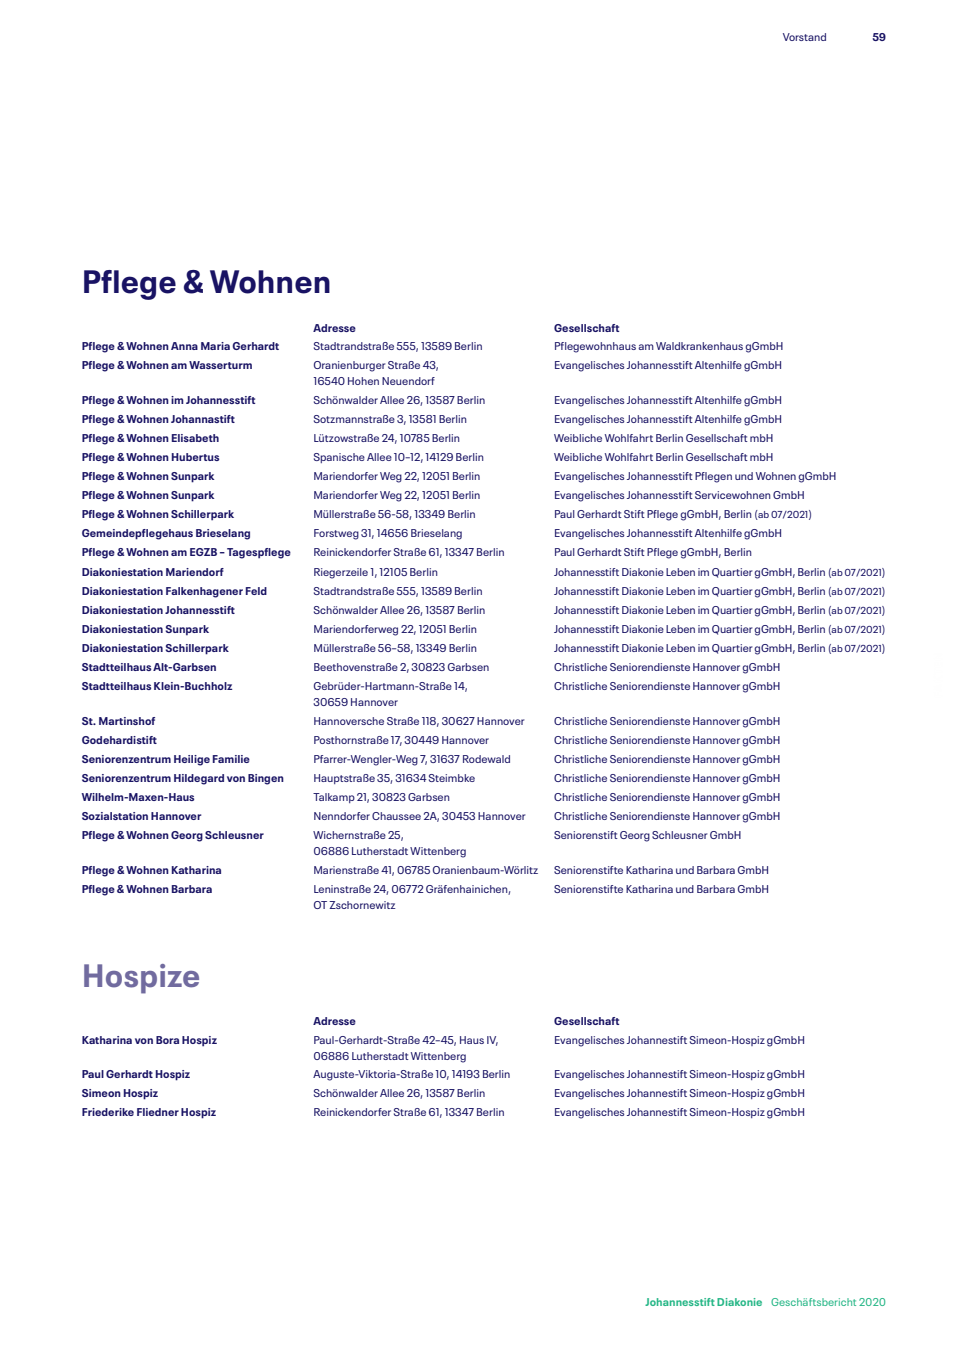 Vorstand 59
Pflege & Wohnen
Adresse Gesellschaft
Pflege & Wohnen Anna Maria Gerhardt Stadtrandstraße 555, 13589 Berlin Pflegewohnhaus am Waldkrankenhaus gGmbH
Pflege & Wohnen am Wasserturm Oranienburger Straße 43, Evangelisches Johannesstift Altenhilfe gGmbH
16540 Hohen Neuendorf
Pflege & Wohnen im Johannesstift Schönwalder Allee 26, 13587 Berlin Evangelisches Johannesstift Altenhilfe gGmbH
Pflege & Wohnen Johannastift Sotzmannstraße 3, 13581 Berlin Evangelisches Johannesstift Altenhilfe gGmbH
Pflege & Wohnen Elisabeth Lützowstraße 24, 10785 Berlin Weibliche Wohlfahrt Berlin Gesellschaft mbH
Pflege & Wohnen Hubertus Spanische Allee 10–12, 14129 Berlin Weibliche Wohlfahrt Berlin Gesellschaft mbH
Pflege & Wohnen Sunpark Mariendorfer Weg 22, 12051 Berlin Evangelisches Johannesstift Pflegen und Wohnen gGmbH
Pflege & Wohnen Sunpark Mariendorfer Weg 22, 12051 Berlin Evangelisches Johannesstift Servicewohnen GmbH
Pflege & Wohnen Schillerpark Müllerstraße 56-58, 13349 Berlin Paul Gerhardt Stift Pflege gGmbH, Berlin (ab 07/2021)
Gemeindepflegehaus Brieselang Forstweg 31, 14656 Brieselang Evangelisches Johannesstift Altenhilfe gGmbH
Pflege & Wohnen am EGZB – Tagespflege Reinickendorfer Straße 61, 13347 Berlin Paul Gerhardt Stift Pflege gGmbH, Berlin
Diakoniestation Mariendorf Riegerzeile 1, 12105 Berlin Johannesstift Diakonie Leben im Quartier gGmbH, Berlin (ab 07/2021)
Diakoniestation Falkenhagener Feld Stadtrandstraße 555, 13589 Berlin Johannesstift Diakonie Leben im Quartier gGmbH, Berlin (ab 07/2021)
Diakoniestation Johannesstift Schönwalder Allee 26, 13587 Berlin Johannesstift Diakonie Leben im Quartier gGmbH, Berlin (ab 07/2021)
Diakoniestation Sunpark Mariendorferweg 22, 12051 Berlin Johannesstift Diakonie Leben im Quartier gGmbH, Berlin (ab 07/2021)
Diakoniestation Schillerpark Müllerstraße 56–58, 13349 Berlin Johannesstift Diakonie Leben im Quartier gGmbH, Berlin (ab 07/2021)
Stadtteilhaus Alt-Garbsen Beethovenstraße 2, 30823 Garbsen Christliche Seniorendienste Hannover gGmbH
Stadtteilhaus Klein-Buchholz Gebrüder-Hartmann-Straße 14, Christliche Seniorendienste Hannover gGmbH
30659 Hannover
St. Martinshof Hannoversche Straße 118, 30627 Hannover Christliche Seniorendienste Hannover gGmbH
Godehardistift Posthornstraße 17, 30449 Hannover Christliche Seniorendienste Hannover gGmbH
Seniorenzentrum Heilige Familie Pfarrer-Wengler-Weg 7, 31637 Rodewald Christliche Seniorendienste Hannover gGmbH
Seniorenzentrum Hildegard von Bingen Hauptstraße 35, 31634 Steimbke Christliche Seniorendienste Hannover gGmbH
Wilhelm-Maxen-Haus Talkamp 21, 30823 Garbsen Christliche Seniorendienste Hannover gGmbH
Sozialstation Hannover Nenndorfer Chaussee 2A, 30453 Hannover Christliche Seniorendienste Hannover gGmbH
Pflege & Wohnen Georg Schleusner Wichernstraße 25, Seniorenstift Georg Schleusner GmbH
06886 Lutherstadt Wittenberg
Pflege & Wohnen Katharina Marienstraße 41, 06785 Oranienbaum-Wörlitz Seniorenstifte Katharina und Barbara GmbH
Pflege & Wohnen Barbara Leninstraße 24, 06772 Gräfenhainichen, Seniorenstifte Katharina und Barbara GmbH
OT Zschornewitz
Hospize
Adresse Gesellschaft
Katharina von Bora Hospiz Paul-Gerhardt-Straße 42–45, Haus IV, Evangelisches Johannestift Simeon-Hospiz gGmbH
06886 Lutherstadt Wittenberg
Paul Gerhardt Hospiz Auguste-Viktoria-Straße 10, 14193 Berlin Evangelisches Johannestift Simeon-Hospiz gGmbH
Simeon Hospiz Schönwalder Allee 26, 13587 Berlin Evangelisches Johannestift Simeon-Hospiz gGmbH
Friederike Fliedner Hospiz Reinickendorfer Straße 61, 13347 Berlin Evangelisches Johannestift Simeon-Hospiz gGmbH
Johannesstift Diakonie Geschäftsbericht 2020